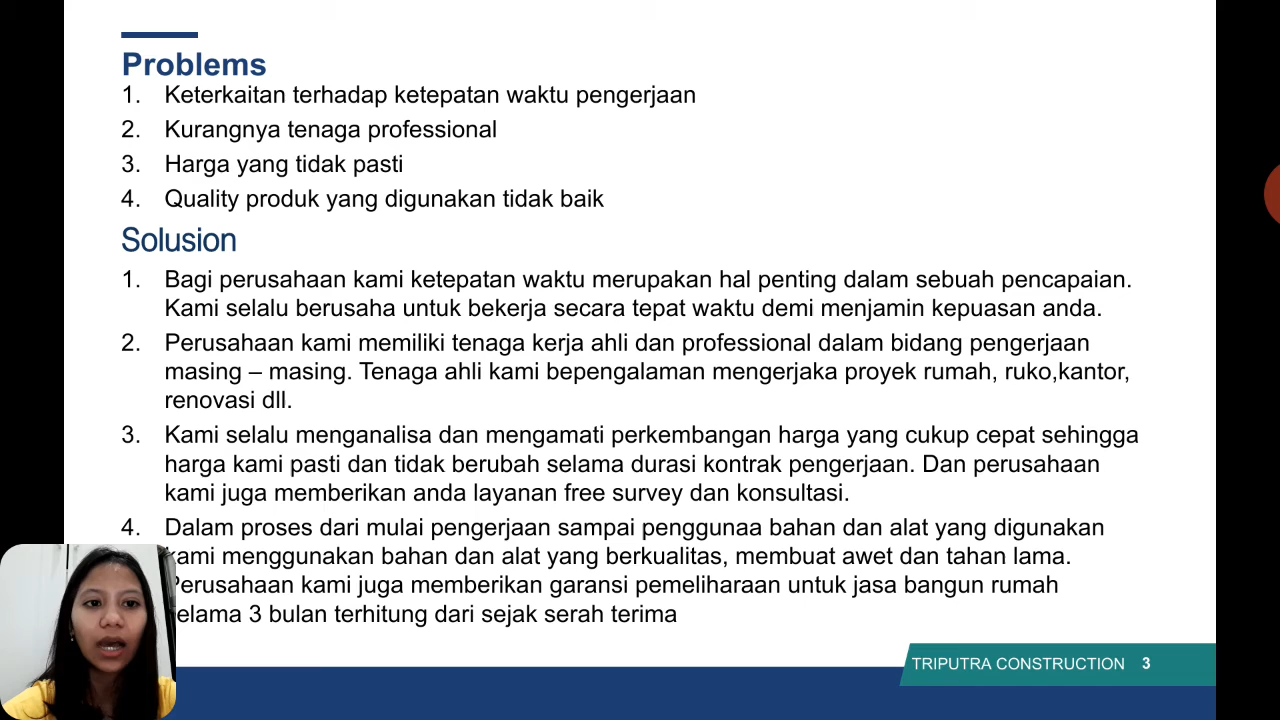 Problems
1. Keterkaitan terhadap ketepatan waktu pengerjaan
2. Kurangnya tenaga professional
3. Harga yang tidak pasti
4. Quality produk yang digunakan tidak baik
Solusion
1. Bagi perusahaan kami ketepatan waktu merupakan hal penting dalam sebuah pencapaian.
Kami selalu berusaha untuk bekerja secara tepat waktu demi menjamin kepuasan anda.
2. Perusahaan kami memiliki tenaga kerja ahli dan professional dalam bidang pengerjaan
masing – masing. Tenaga ahli kami bepengalaman mengerjaka proyek rumah, ruko,kantor,
renovasi dll.
3. Kami selalu menganalisa dan mengamati perkembangan harga yang cukup cepat sehingga
harga kami pasti dan tidak berubah selama durasi kontrak pengerjaan. Dan perusahaan
kami juga memberikan anda layanan free survey dan konsultasi.
4. Dalam proses dari mulai pengerjaan sampai penggunaa bahan dan alat yang digunakan
kami menggunakan bahan dan alat yang berkualitas, membuat awet dan tahan lama.
Perusahaan kami juga memberikan garansi pemeliharaan untuk jasa bangun rumah
selama 3 bulan terhitung dari sejak serah terima
TRIPUTRA CONSTRUCTION 3